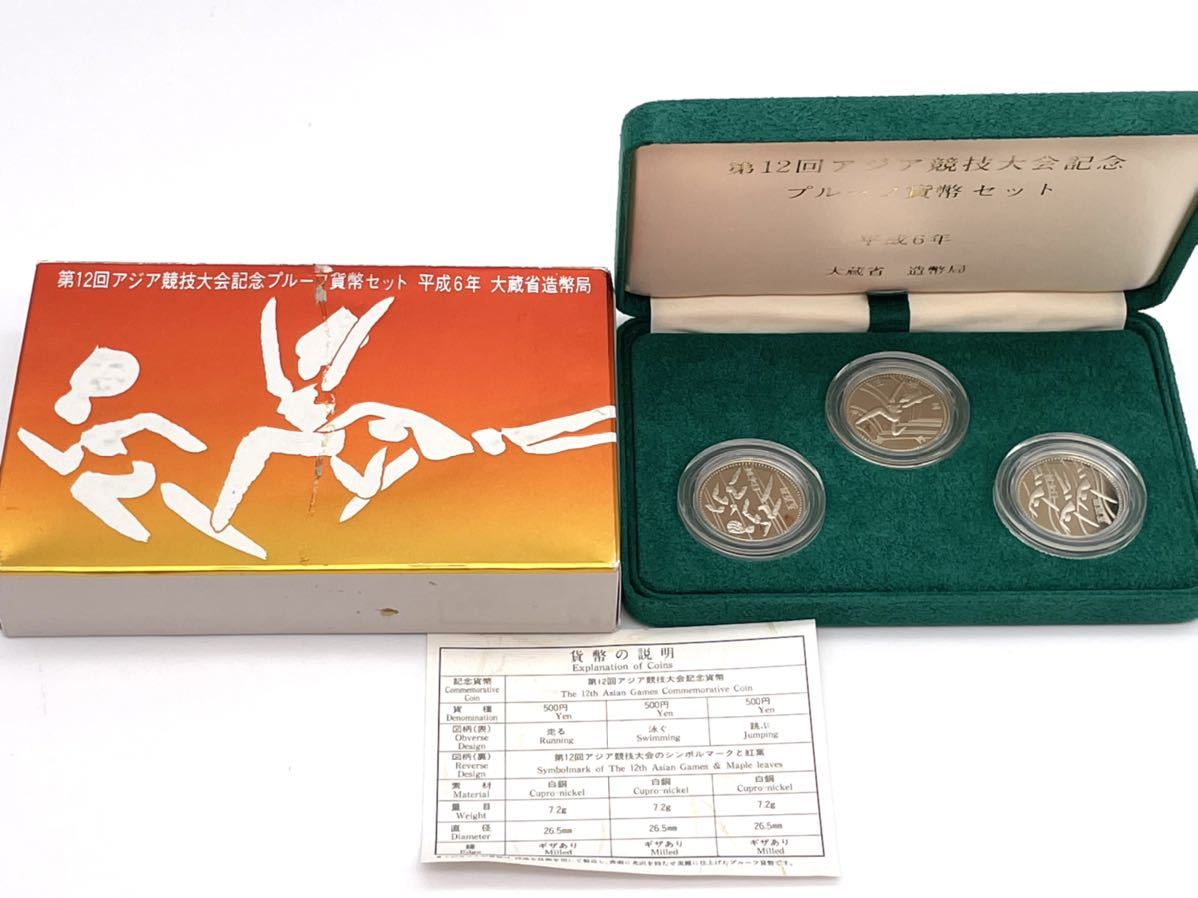 第12回アジア競技大会記念プルーフ貨幣セット 平成6年 大蔵省造幣局
第12回アジア競技大会記念
プルーフ貨幣セット
平成6年
大蔵省 造幣局
貨幣の説明
Explanation of Coins
記念貨幣 第12回アジア競技大会記念貨幣
Commemorative Coin The 12th Asian Games Commemorative Coin
貨種 500円 500円 500円
Denomination Yen Yen Yen
図柄(表) 走る 泳ぐ 跳ぶ
Obverse Design Running Swimming Jumping
図柄(裏) 第12回アジア競技大会のシンボルマークと紅葉
Reverse Design Symbolmark of The 12th Asian Games & Maple leaves
素材 白銅 白銅 白銅
Material Cupro-nickel Cupro-nickel Cupro-nickel
量目 7.2g 7.2g 7.2g
Weight
直径 26.5mm 26.5mm 26.5mm
Diameter
縁 ギザあり ギザあり ギザあり
Edges Milled Milled Milled